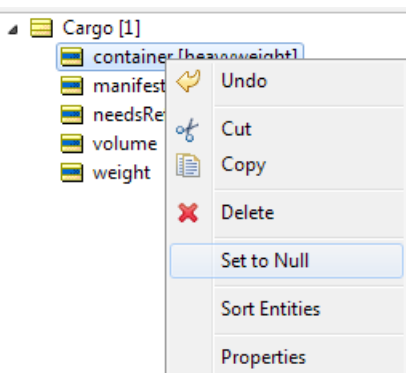 Cargo [1]
container [heavyweight]
manifest
needsRe
volume
weight
Undo
Cut
Copy
Delete
Set to Null
Sort Entities
Properties